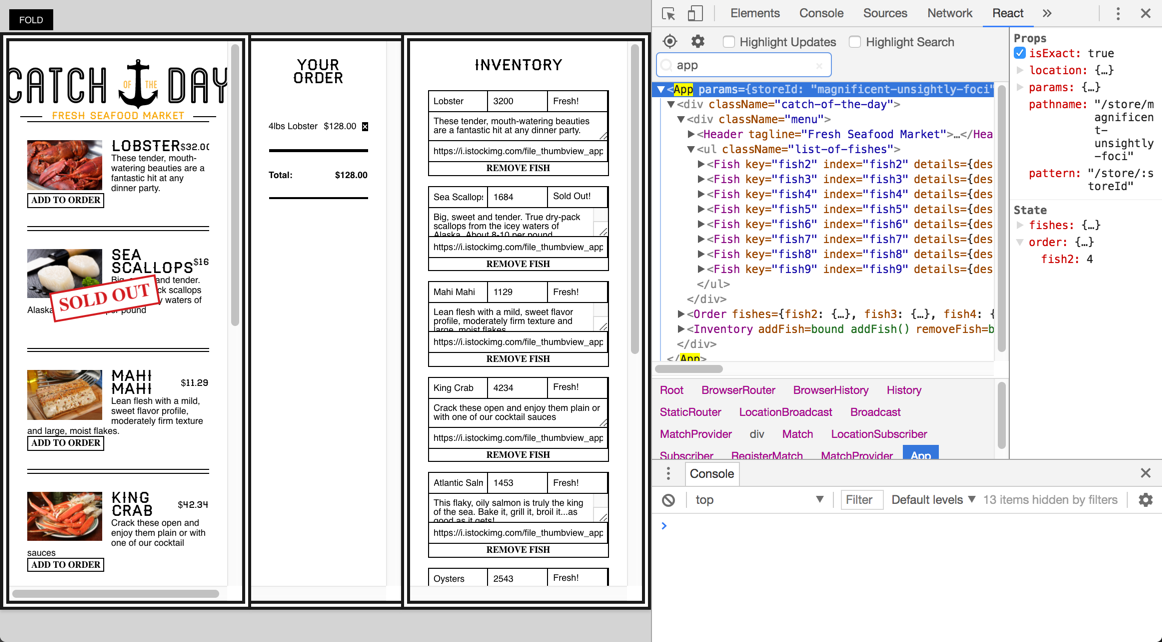 FOLD
CATCH OF THE DAY
FRESH SEAFOOD MARKET
LOBSTER $32.00
These tender, mouth-
watering beauties are a
fantastic hit at any
dinner party.
ADD TO ORDER
SEA
SCALLOPS $16
SOLD OUT
and tender.
scallops
waters of
Alaska
pound
MAHI
MAHI $11.29
Lean flesh with a mild,
sweet flavor profile,
moderately firm texture
and large, moist flakes.
ADD TO ORDER
KING
CRAB $42.34
Crack these open and
enjoy them plain or with
one of our cocktail
sauces
ADD TO ORDER
YOUR
ORDER
4lbs Lobster $128.00 x
Total: $128.00
INVENTORY
Lobster 3200 Fresh!
These tender, mouth-watering beauties
are a fantastic hit at any dinner party.
https://i.istockimg.com/file_thumbview_app
REMOVE FISH
Sea Scallops 1684 Sold Out!
Big, sweet and tender. True dry-pack
scallops from the icey waters of
Alaska. About 8-10 per pound
https://i.istockimg.com/file_thumbview_app
REMOVE FISH
Mahi Mahi 1129 Fresh!
Lean flesh with a mild, sweet flavor
profile, moderately firm texture and
large, moist flakes.
https://i.istockimg.com/file_thumbview_app
REMOVE FISH
King Crab 4234 Fresh!
Crack these open and enjoy them plain or
with one of our cocktail sauces
https://i.istockimg.com/file_thumbview_app
REMOVE FISH
Atlantic Saln 1453 Fresh!
This flaky, oily salmon is truly the king
of the sea. Bake it, grill it, broil it...as
good as it gets!
https://i.istockimg.com/file_thumbview_app
REMOVE FISH
Oysters 2543 Fresh!
Elements Console Sources Network React »
Highlight Updates Highlight Search
app
<App params={storeId: "magnificent-unsightly-foci"
<div className="catch-of-the-day">
<div className="menu">
<Header tagline="Fresh Seafood Market">…</Hea
<ul className="list-of-fishes">
<Fish key="fish2" index="fish2" details={des
<Fish key="fish3" index="fish3" details={des
<Fish key="fish4" index="fish4" details={des
<Fish key="fish5" index="fish5" details={des
<Fish key="fish6" index="fish6" details={des
<Fish key="fish7" index="fish7" details={des
<Fish key="fish8" index="fish8" details={des
<Fish key="fish9" index="fish9" details={des
</ul>
</div>
<Order fishes={fish2: {…}, fish3: {…}, fish4: {
<Inventory addFish=bound addFish() removeFish=b
</div>
</App>
Root BrowserRouter BrowserHistory History
StaticRouter LocationBroadcast Broadcast
MatchProvider div Match LocationSubscriber
Subscriber RegisterMatch MatchProvider App
Props
isExact: true
location: {…}
params: {…}
pathname: "/store/m
agnificen
t-
unsightly
-foci"
pattern: "/store/:s
toreId"
State
fishes: {…}
order: {…}
fish2: 4
Console
top Filter Default levels 13 items hidden by filters